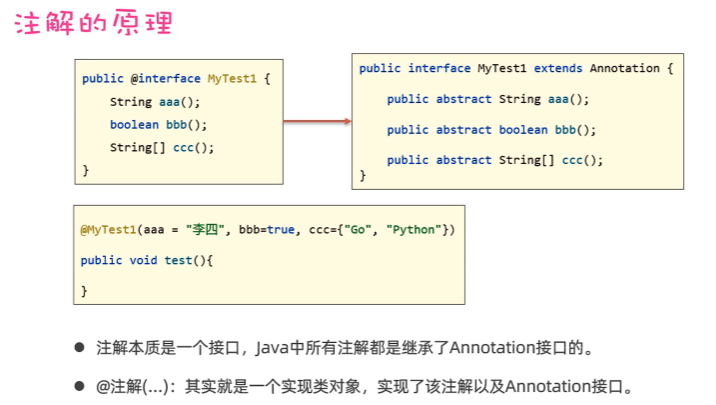 注解的原理
public @interface MyTest1 {
String aaa();
boolean bbb();
String[] ccc();
}
public interface MyTest1 extends Annotation {
public abstract String aaa();
public abstract boolean bbb();
public abstract String[] ccc();
}
@MyTest1(aaa = "李四", bbb=true, ccc={"Go", "Python"})
public void test(){
}
● 注解本质是一个接口，Java中所有注解都是继承了Annotation接口的。
● @注解(...)：其实就是一个实现类对象，实现了该注解以及Annotation接口。